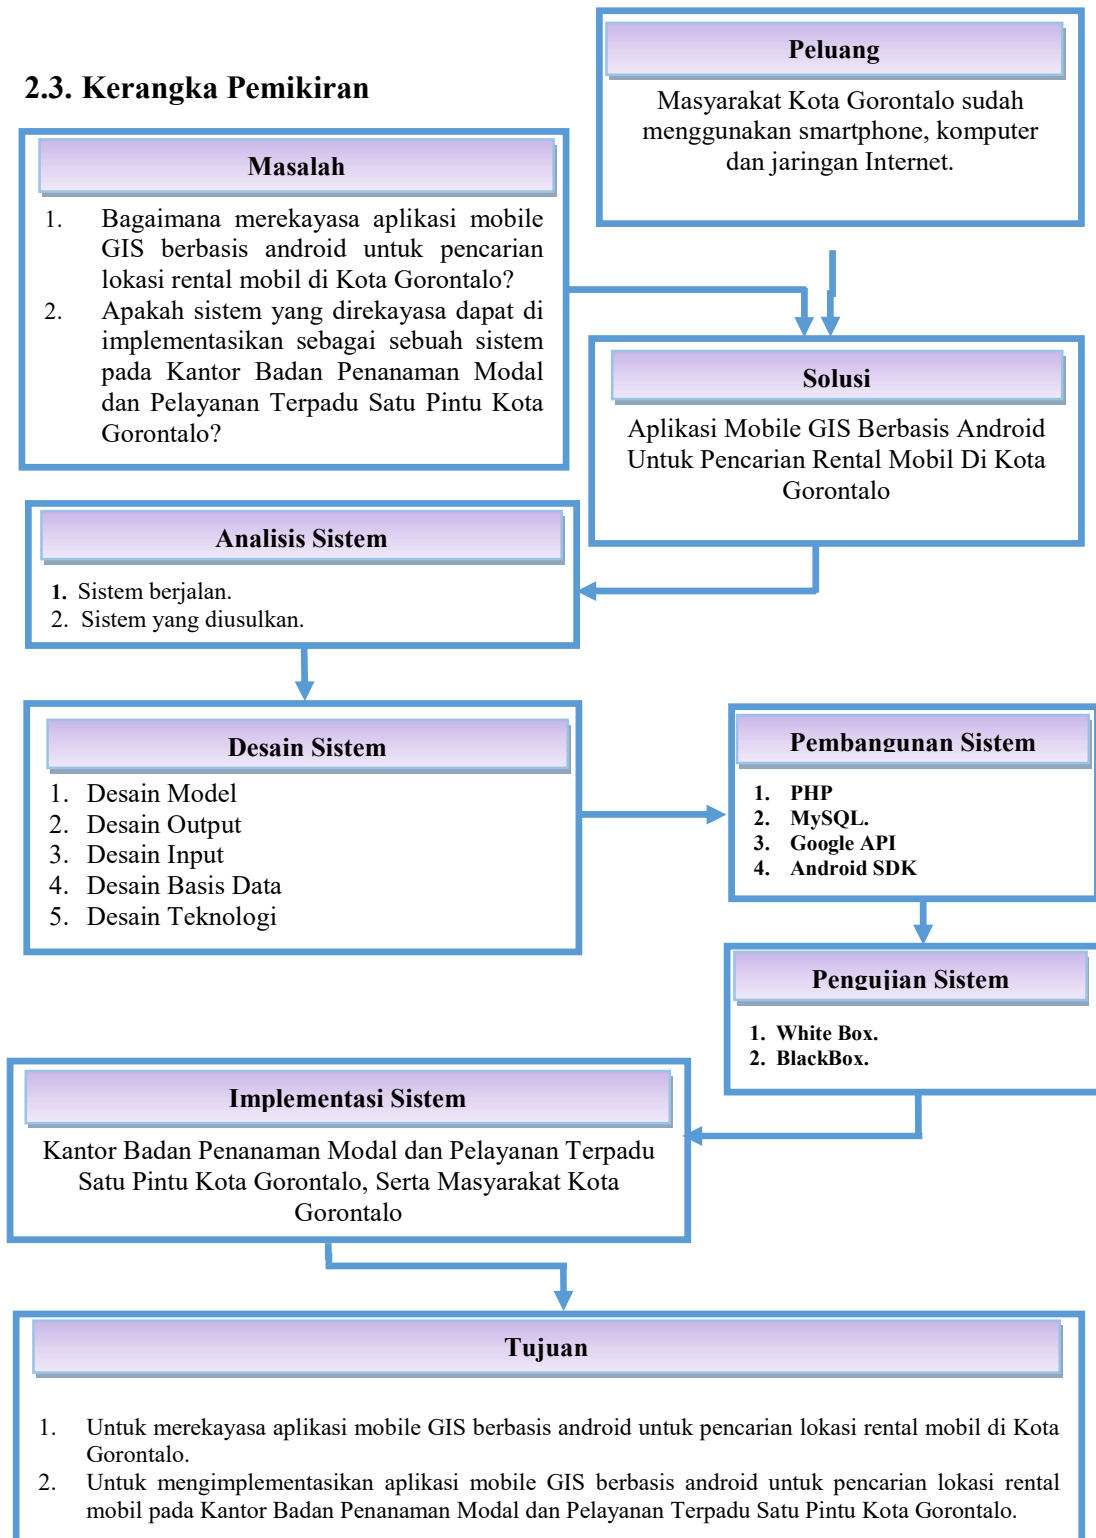 2.3. Kerangka Pemikiran
Peluang
Masyarakat Kota Gorontalo sudah
menggunakan smartphone, komputer
dan jaringan Internet.
Masalah
1. Bagaimana merekayasa aplikasi mobile
GIS berbasis android untuk pencarian
lokasi rental mobil di Kota Gorontalo?
2. Apakah sistem yang direkayasa dapat di
implementasikan sebagai sebuah sistem
pada Kantor Badan Penanaman Modal
dan Pelayanan Terpadu Satu Pintu Kota
Gorontalo?
Solusi
Aplikasi Mobile GIS Berbasis Android
Untuk Pencarian Rental Mobil Di Kota
Gorontalo
Analisis Sistem
1. Sistem berjalan.
2. Sistem yang diusulkan.
Desain Sistem
1. Desain Model
2. Desain Output
3. Desain Input
4. Desain Basis Data
5. Desain Teknologi
Pembangunan Sistem
1. PHP
2. MySQL.
3. Google API
4. Android SDK
Pengujian Sistem
1. White Box.
2. BlackBox.
Implementasi Sistem
Kantor Badan Penanaman Modal dan Pelayanan Terpadu
Satu Pintu Kota Gorontalo, Serta Masyarakat Kota
Gorontalo
Tujuan
1. Untuk merekayasa aplikasi mobile GIS berbasis android untuk pencarian lokasi rental mobil di Kota
Gorontalo.
2. Untuk mengimplementasikan aplikasi mobile GIS berbasis android untuk pencarian lokasi rental
mobil pada Kantor Badan Penanaman Modal dan Pelayanan Terpadu Satu Pintu Kota Gorontalo.